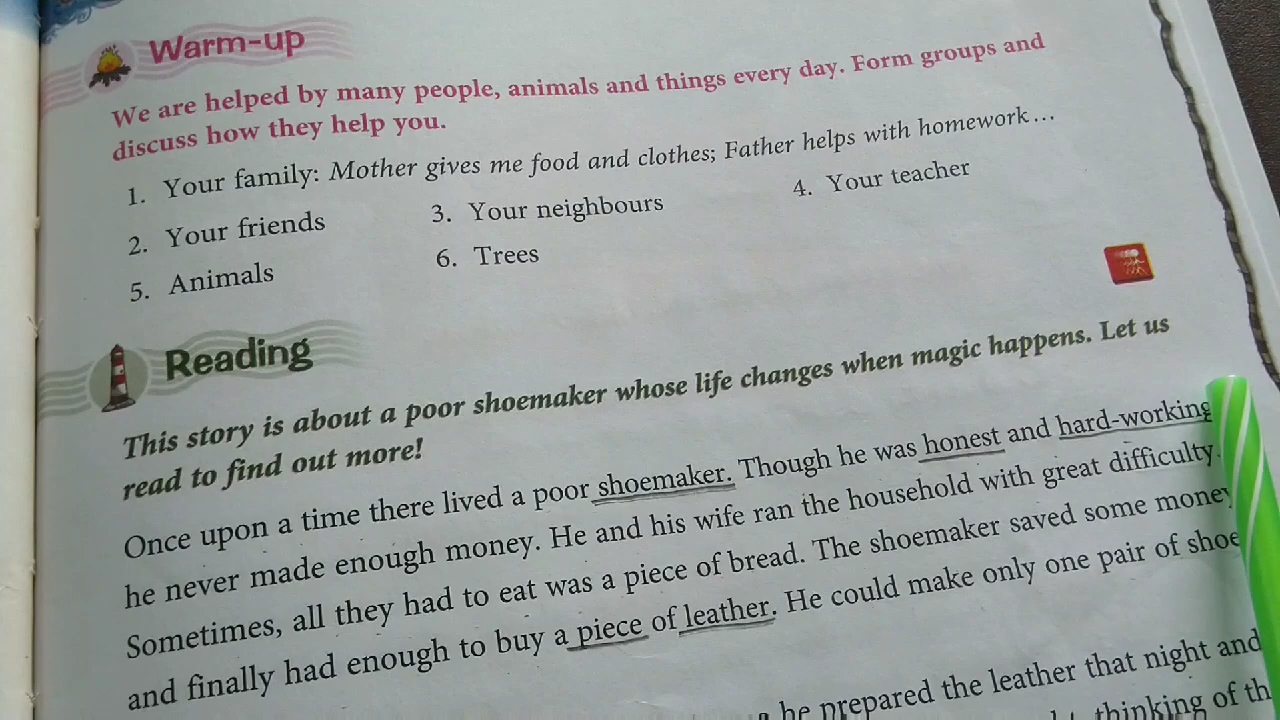 Warm-up
We are helped by many people, animals and things every day. Form groups and
discuss how they help you.
1. Your family: Mother gives me food and clothes; Father helps with homework...
2. Your friends 3. Your neighbours 4. Your teacher
5. Animals 6. Trees
Reading
This story is about a poor shoemaker whose life changes when magic happens. Let us
read to find out more!
Once upon a time there lived a poor shoemaker. Though he was honest and hard-working
he never made enough money. He and his wife ran the household with great difficulty.
Sometimes, all they had to eat was a piece of bread. The shoemaker saved some money
and finally had enough to buy a piece of leather. He could make only one pair of shoe
he prepared the leather that night and
thinking of th